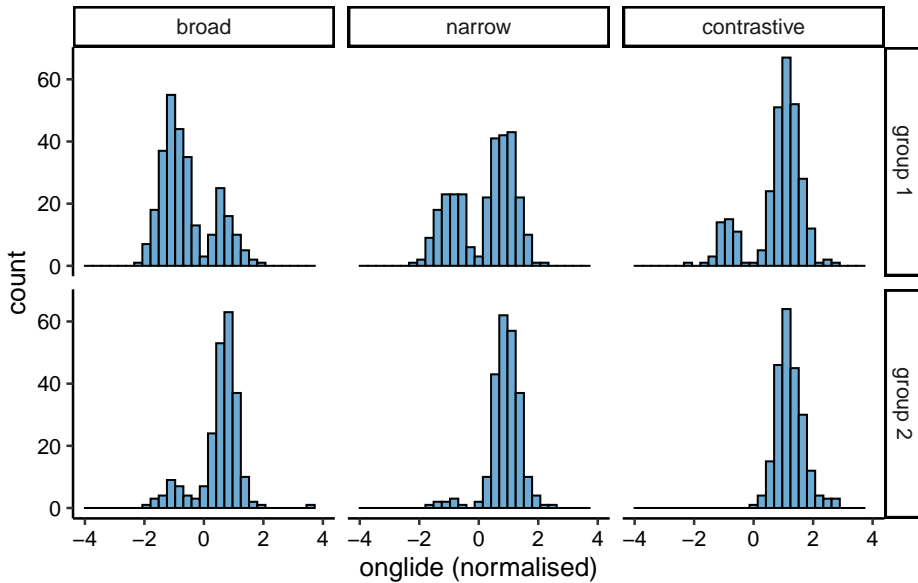 broad narrow contrastive
60
40
20
0
group 1
count
60
40
20
0
group 2
−4 −2 0 2 4 −4 −2 0 2 4 −4 −2 0 2 4
onglide (normalised)